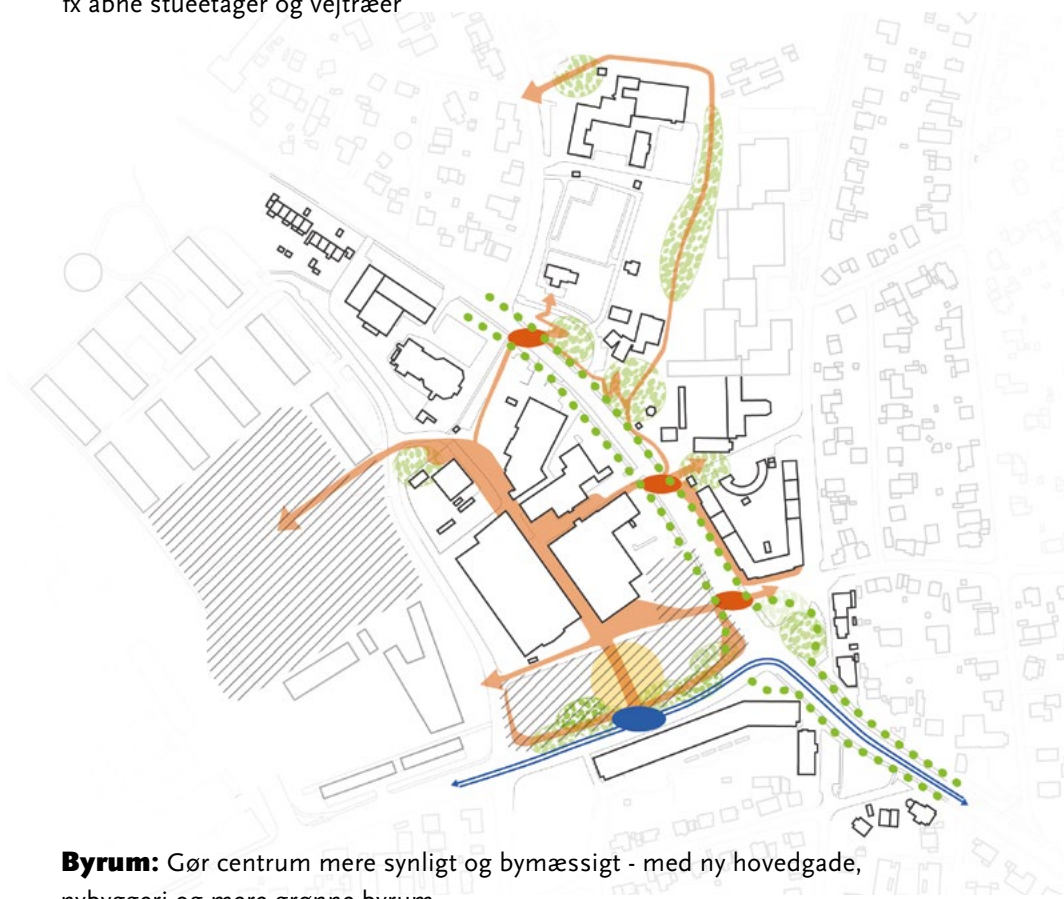 fx åbne stueetager og vejtræer
Byrum: Gør centrum mere synligt og bymæssigt - med ny hovedgade,
nybyggeri og mere grønne byrum